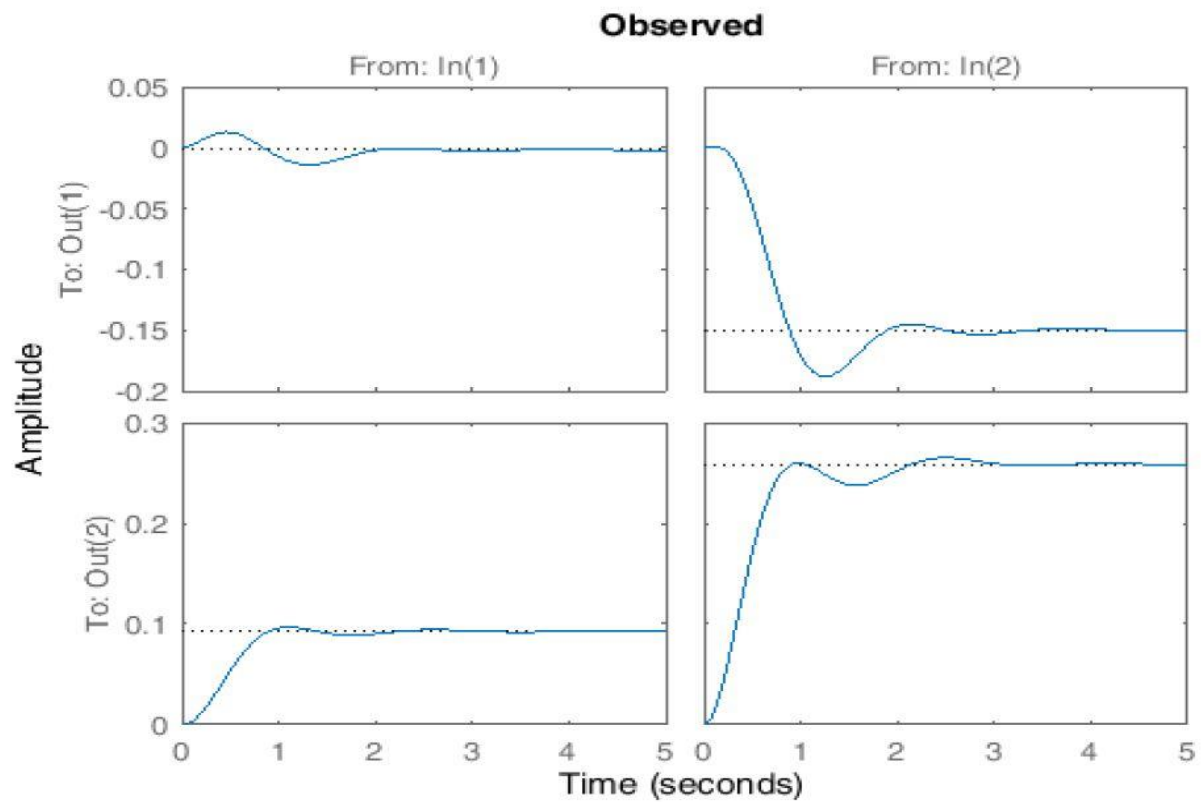 Observed
From: In(1)
From: In(2)
Amplitude
To: Out(1)
0.05
0
-0.05
-0.1
-0.15
-0.2
To: Out(2)
0.3
0.2
0.1
0
0 1 2 3 4 5
0 1 2 3 4 5
Time (seconds)